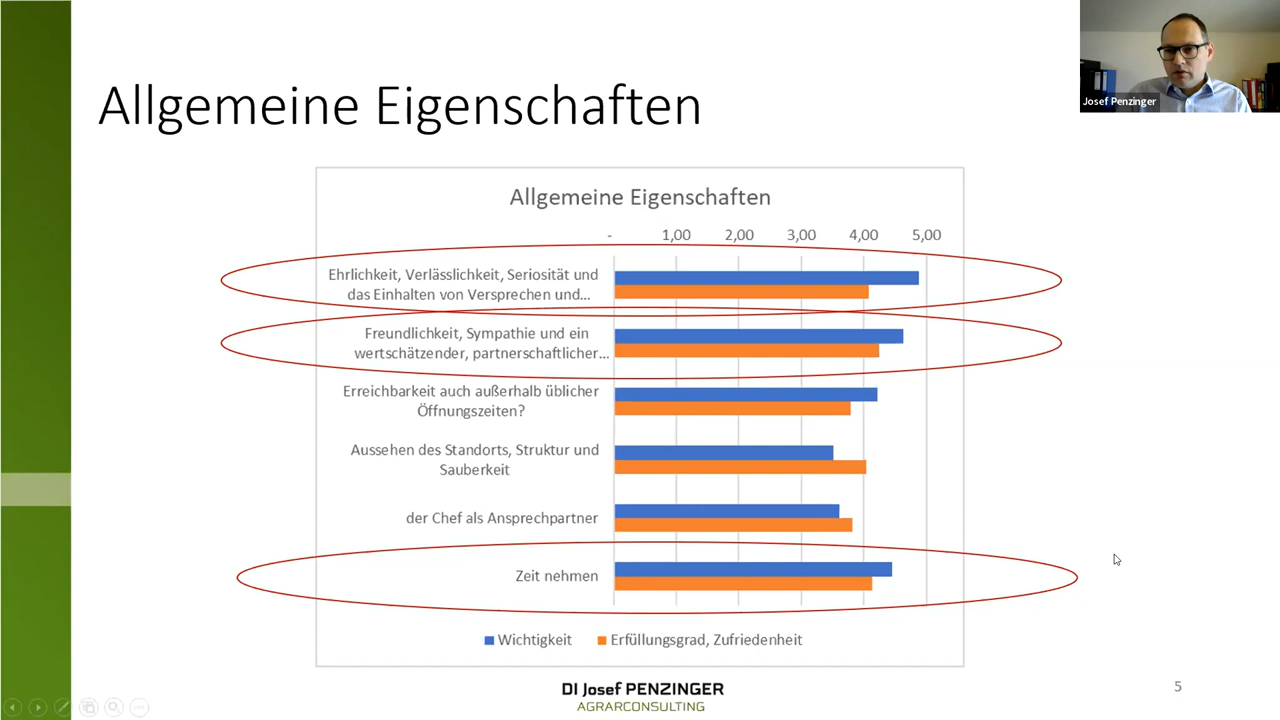 Josef Penzinger
Allgemeine Eigenschaften
Allgemeine Eigenschaften
- 1,00 2,00 3,00 4,00 5,00
Ehrlichkeit, Verlässlichkeit, Seriosität und
das Einhalten von Versprechen und...
Freundlichkeit, Sympathie und ein
wertschätzender, partnerschaftlicher...
Erreichbarkeit auch außerhalb üblicher
Öffnungszeiten?
Aussehen des Standorts, Struktur und
Sauberkeit
der Chef als Ansprechpartner
Zeit nehmen
Wichtigkeit Erfüllungsgrad, Zufriedenheit
DI Josef PENZINGER
AGRARCONSULTING
5